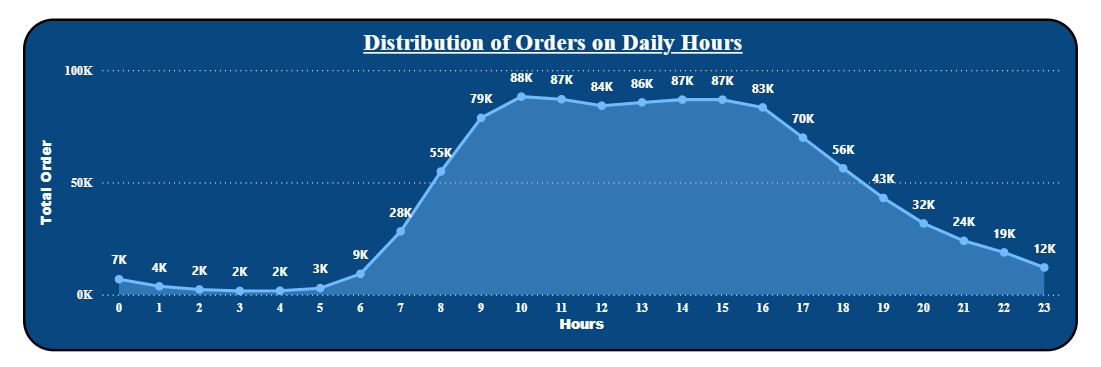 Distribution of Orders on Daily Hours
100K
50K
0K
Total Order
7K 4K 2K 2K 2K 3K 9K 28K 55K 79K 88K 87K 84K 86K 87K 87K 83K 70K 56K 43K 32K 24K 19K 12K
0 1 2 3 4 5 6 7 8 9 10 11 12 13 14 15 16 17 18 19 20 21 22 23
Hours